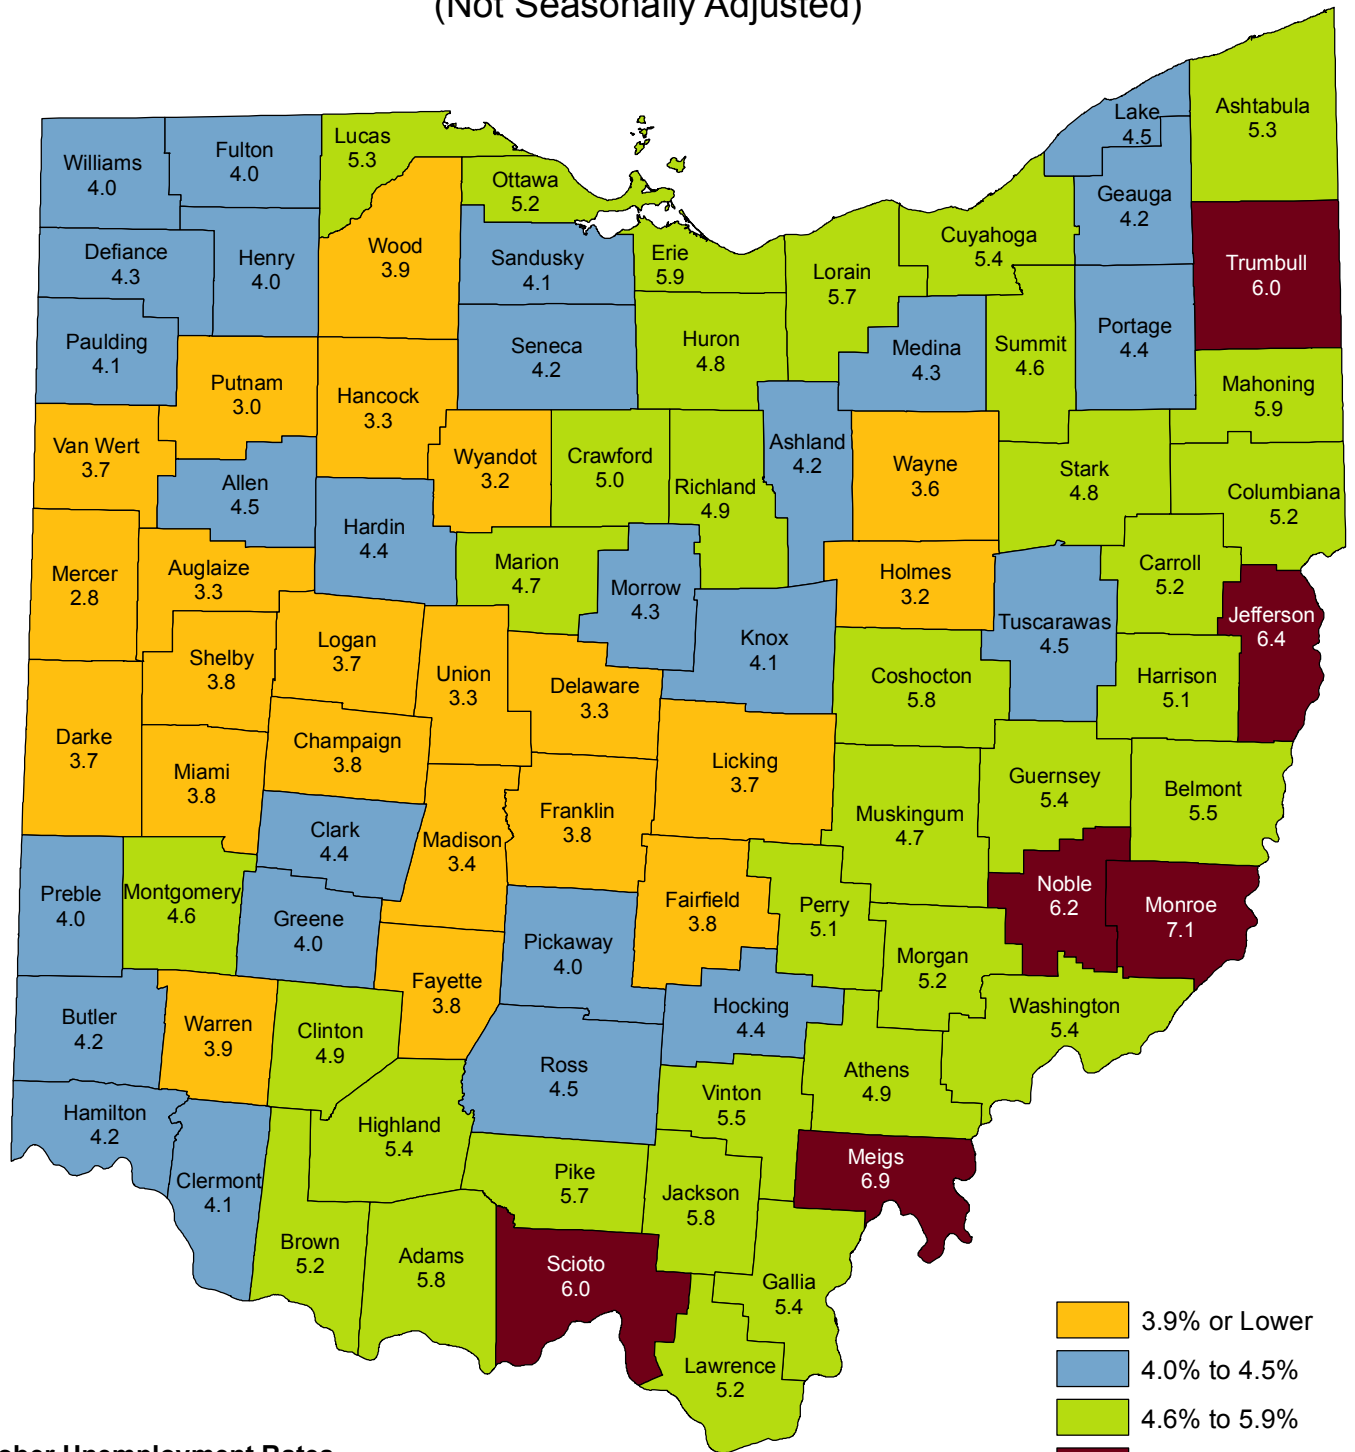 (Not Seasonally Adjusted)
Ashtabula
5.3
Lake
4.5
Lucas
5.3
Fulton
4.0
Williams
4.0
Ottawa
5.2
Geauga
4.2
Cuyahoga
5.4
Wood
3.9
Defiance
4.3
Henry
4.0
Sandusky
4.1
Erie
5.9
Lorain
5.7
Trumbull
6.0
Paulding
4.1
Seneca
4.2
Huron
4.8
Medina
4.3
Summit
4.6
Portage
4.4
Putnam
3.0
Hancock
3.3
Mahoning
5.9
Van Wert
3.7
Wyandot
3.2
Crawford
5.0
Richland
4.9
Ashland
4.2
Wayne
3.6
Stark
4.8
Columbiana
5.2
Allen
4.5
Hardin
4.4
Mercer
2.8
Auglaize
3.3
Marion
4.7
Morrow
4.3
Holmes
3.2
Carroll
5.2
Jefferson
6.4
Tuscarawas
4.5
Knox
4.1
Logan
3.7
Shelby
3.8
Union
3.3
Delaware
3.3
Coshocton
5.8
Harrison
5.1
Darke
3.7
Champaign
3.8
Miami
3.8
Licking
3.7
Guernsey
5.4
Belmont
5.5
Franklin
3.8
Muskingum
4.7
Clark
4.4
Madison
3.4
Preble
4.0
Montgomery
4.6
Greene
4.0
Fairfield
3.8
Perry
5.1
Noble
6.2
Monroe
7.1
Pickaway
4.0
Morgan
5.2
Fayette
3.8
Washington
5.4
Hocking
4.4
Butler
4.2
Warren
3.9
Clinton
4.9
Ross
4.5
Athens
4.9
Vinton
5.5
Hamilton
4.2
Highland
5.4
Meigs
6.9
Clermont
4.1
Pike
5.7
Jackson
5.8
Brown
5.2
Adams
5.8
Scioto
6.0
Gallia
5.4
Lawrence
5.2
3.9% or Lower
4.0% to 4.5%
4.6% to 5.9%
Unemployment Rates